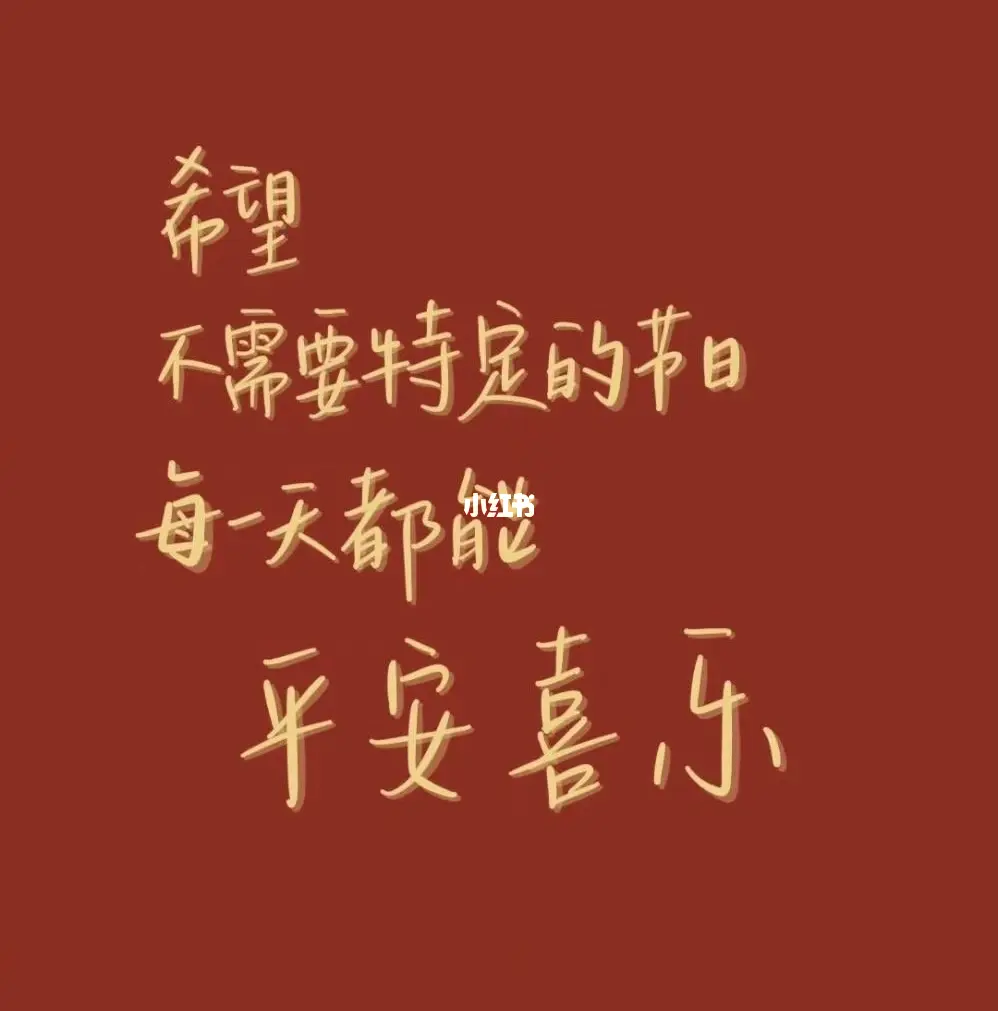 希望
不需要特定的节日
每一天都能
小红书
平安喜乐